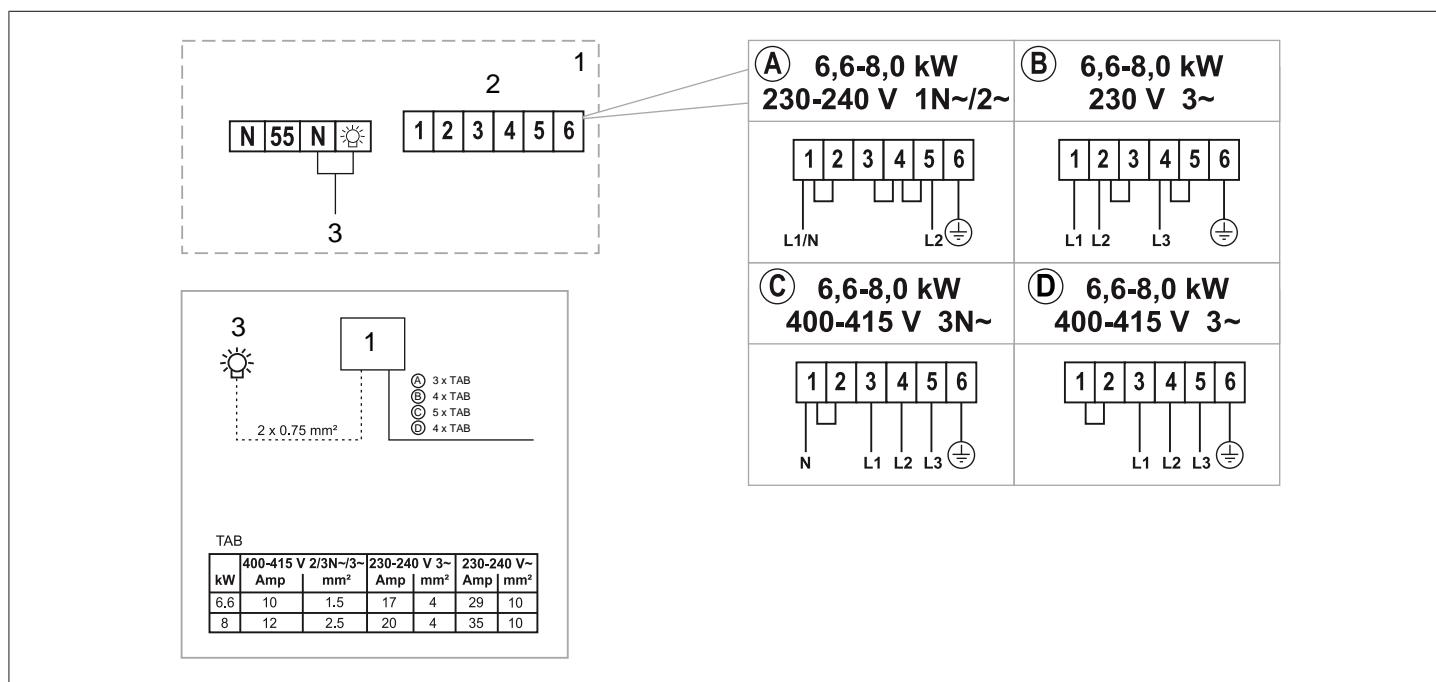 1
2
N 55 N
1 2 3 4 5 6
3
A 6,6-8,0 kW
230-240 V 1N~/2~
1 2 3 4 5 6
L1/N L2
B 6,6-8,0 kW
230 V 3~
1 2 3 4 5 6
L1 L2 L3
C 6,6-8,0 kW
400-415 V 3N~
1 2 3 4 5 6
N L1 L2 L3
D 6,6-8,0 kW
400-415 V 3~
1 2 3 4 5 6
L1 L2 L3
3
1
A 3 x TAB
B 4 x TAB
C 5 x TAB
D 4 x TAB
2 x 0.75 mm²
TAB
400-415 V 2/3N~/3~ 230-240 V 3~ 230-240 V~
kW Amp mm² Amp mm² Amp mm²
6.6 10 1.5 17 4 29 10
8 12 2.5 20 4 35 10